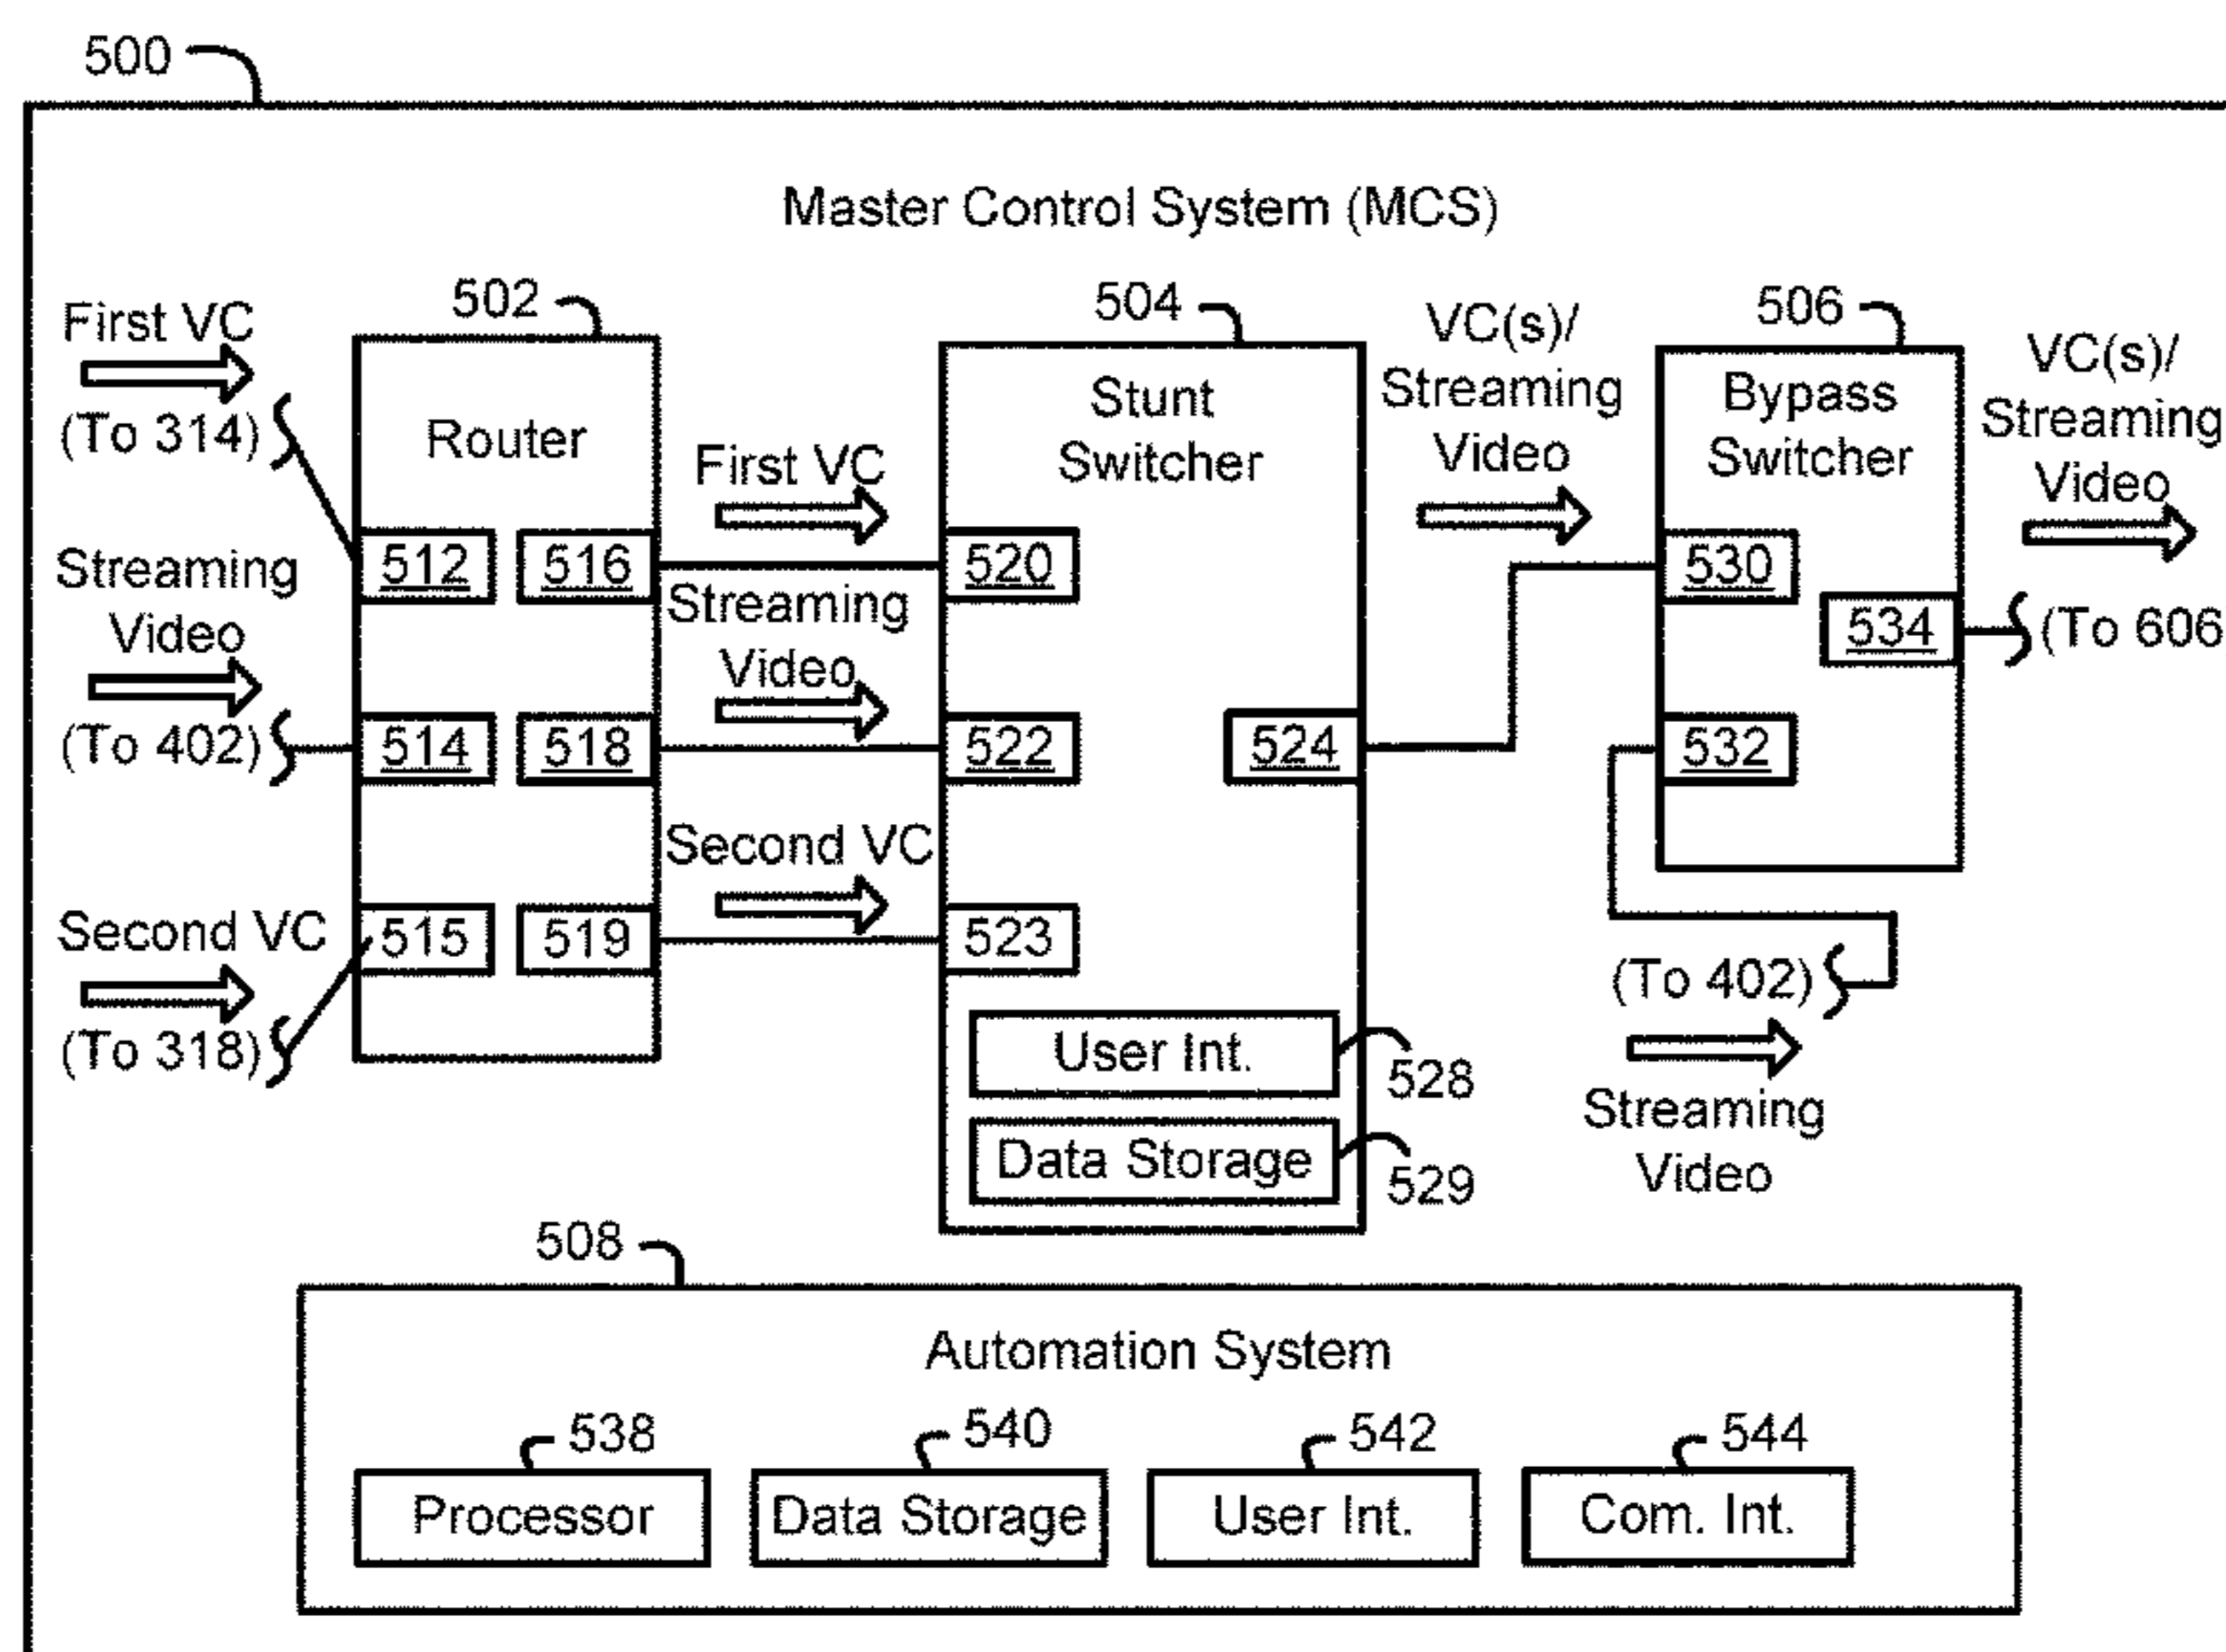 500
Master Control System (MCS)
First VC
(To 314)
Streaming
Video
(To 402)
Second VC
(To 318)
502
Router
512
516
514
518
515
519
First VC
Streaming
Video
Second VC
504
Stunt
Switcher
520
522
524
523
User Int.
528
Data Storage
529
VC(s)/
Streaming
Video
506
Bypass
Switcher
530
534
532
VC(s)/
Streaming
Video
(To 606
(To 402)
Streaming
Video
508
Automation System
538
Processor
540
Data Storage
542
User Int.
544
Com. Int.